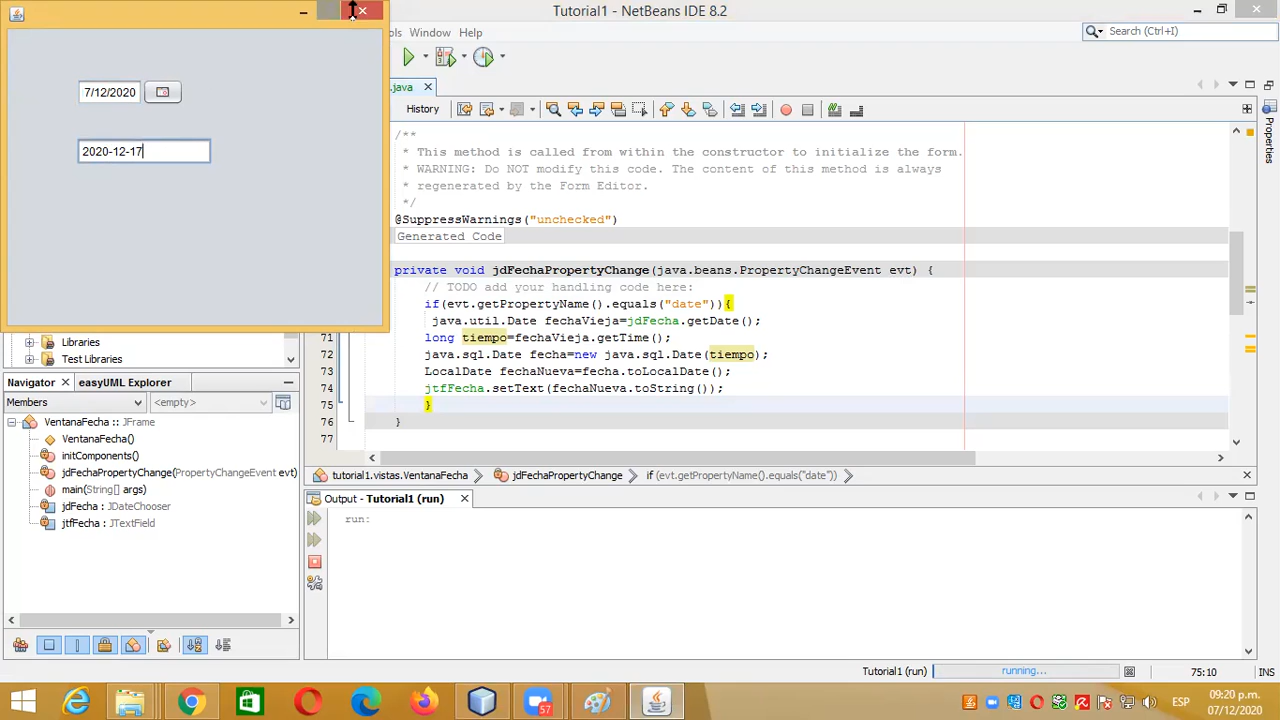 Tutorial1 - NetBeans IDE 8.2
ols Window Help
Search (ION)
7/12/2020
2020-12-17
.java
History
/**
* This method is called from within the constructor to initialize the form.
* WARNING: Do NOT modify this code. The content of this method is always
* regenerated by the Form Editor.
*/
@SuppressWarnings("unchecked")
Generated Code
private void jdFechaPropertyChange(java.beans.PropertyChangeEvent evt) {
// TODO add your handling code here:
if(evt.getPropertyName().equals("date")){
java.util.Date fechaVieja=jdFecha.getDate();
71 long tiempo=fechaVieja.getTime();
72 java.sql.Date fecha=new java.sql.Date(tiempo);
73 LocalDate fechaNueva=fecha.toLocalDate();
74 jtfFecha.setText(fechaNueva.toString());
75 }
76 }
77
Properties
Libraries
Test Libraries
Navigator easyUML Explorer
Members <empty>
VentanaFecha :: JFrame
VentanaFecha()
initComponents()
jdFechaPropertyChange(PropertyChangeEvent evt)
main(String[] args)
jdFecha : JDateChooser
jtfFecha : JTextField
tutorial1.vistas.VentanaFecha jdFechaPropertyChange if (evt.getPropertyName().equals("date"))
Output - Tutorial1 (run)
run:
Tutorial1 (run) running... 75:10 INS
57
ESP
09:20 p.m.
07/12/2020